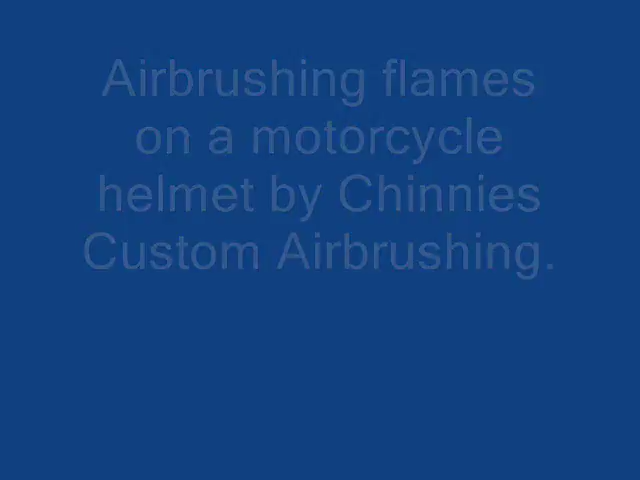 Airbrushing flames
on a motorcycle
helmet by Chinnies
Custom Airbrushing.